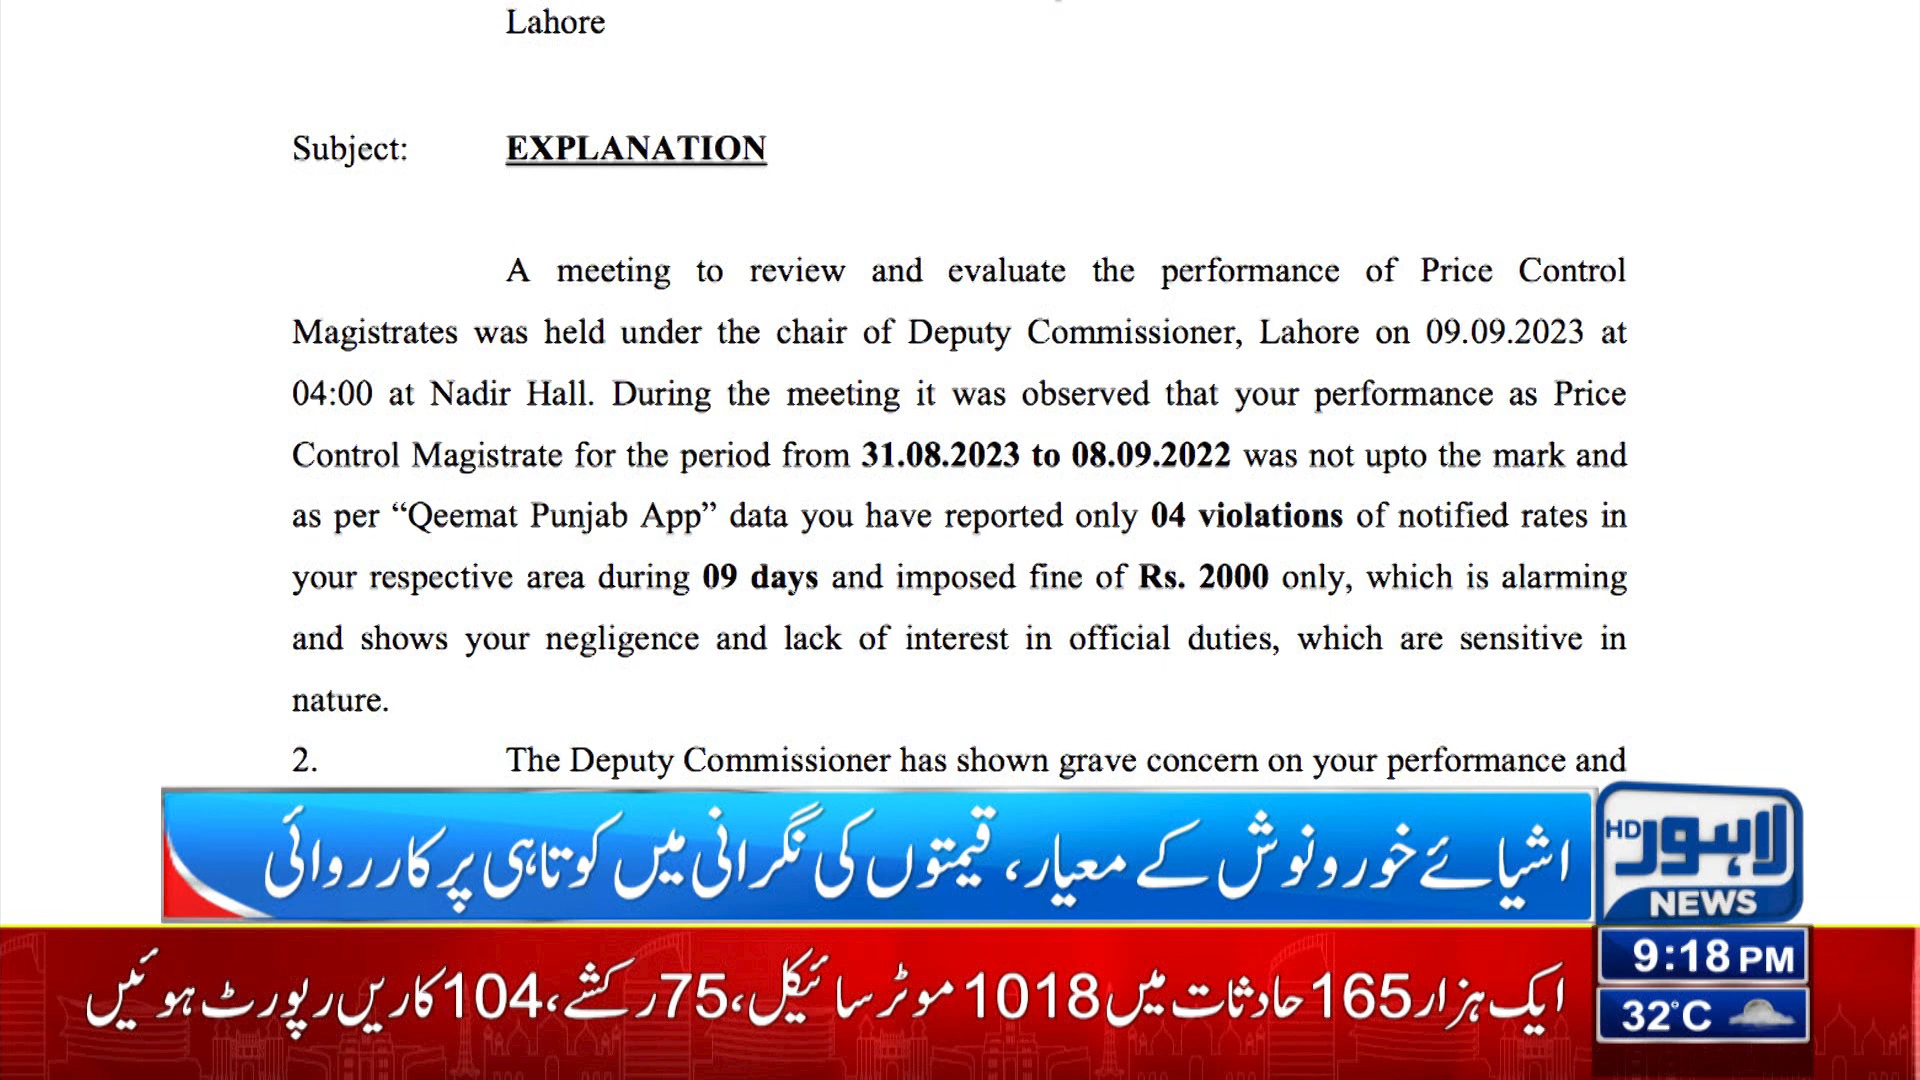 Lahore
Subject: EXPLANATION
A meeting to review and evaluate the performance of Price Control
Magistrates was held under the chair of Deputy Commissioner, Lahore on 09.09.2023 at
04:00 at Nadir Hall. During the meeting it was observed that your performance as Price
Control Magistrate for the period from 31.08.2023 to 08.09.2022 was not upto the mark and
as per “Qeemat Punjab App” data you have reported only 04 violations of notified rates in
your respective area during 09 days and imposed fine of Rs. 2000 only, which is alarming
and shows your negligence and lack of interest in official duties, which are sensitive in
nature.
2. The Deputy Commissioner has shown grave concern on your performance and
اشیائے خورونوش کے معیار، قیمتوں کی نگرانی میں کوتاہی پر کارروائی
لاہور HD
NEWS
9:18 PM
ایک ہزار 165 حادثات میں 1018 موٹرسائیکل، 75 رکشے، 104 کاریں رپورٹ ہوئیں
32°C